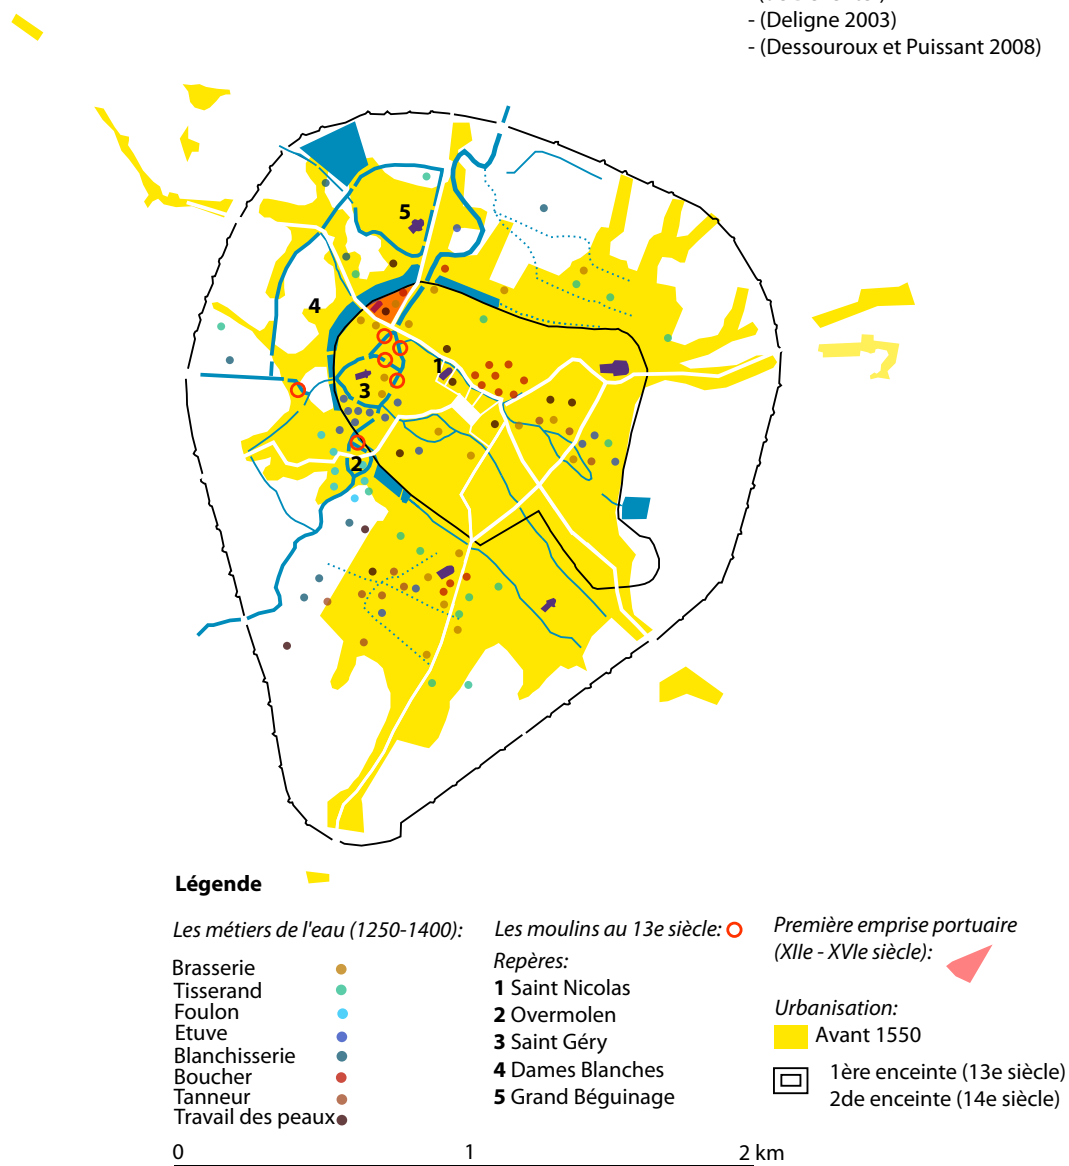 - (Deligne 2003)
- (Dessouroux et Puissant 2008)
5
4
1
3
2
Légende
Les métiers de l'eau (1250-1400):
Brasserie
Tisserand
Foulon
Etuve
Blanchisserie
Boucher
Tanneur
Travail des peaux
Les moulins au 13e siècle:
Repères:
1 Saint Nicolas
2 Overmolen
3 Saint Géry
4 Dames Blanches
5 Grand Béguinage
Première emprise portuaire
(XIIe - XVIe siècle):
Urbanisation:
Avant 1550
1ère enceinte (13e siècle)
2de enceinte (14e siècle)
0 1 2 km